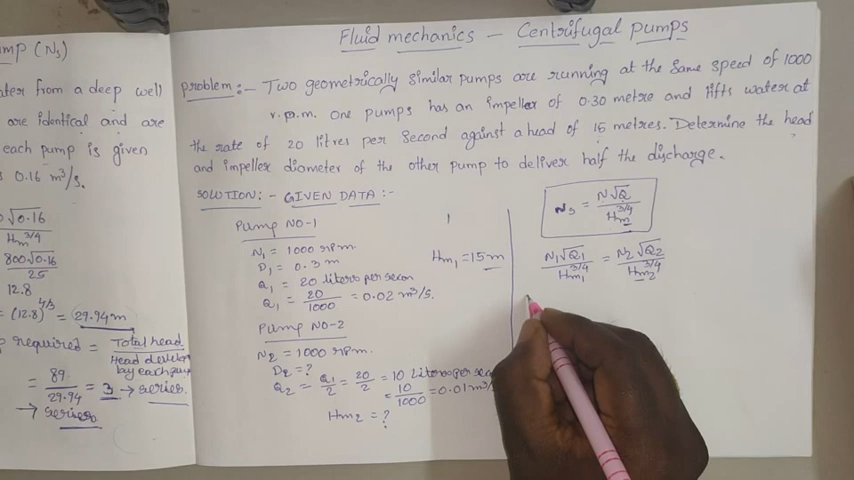 ump (Ns)
ater from a deep well
are identical and are
each pump is given
0.16 m³/s.
√0.16
Hm^3/4
800√0.16
25
12.8
= (12.8)^4/3 = 29.94m
required = Total head
Head develop
by each pump
= 89 / 29.94 = 3 → series.
→ series
Fluid mechanics - Centrifugal pumps
problem:- Two geometrically similar pumps are running at the same speed of 1000
r.p.m. one pumps has an impeller of 0.30 metre and lifts water at
the rate of 20 litres per second against a head of 15 metres. Determine the head
and impeller diameter of the other pump to deliver half the discharge.
SOLUTION:- GIVEN DATA:-
Pump NO-1
N₁ = 1000 rpm.
D₁ = 0.3 m
Q₁ = 20 liters per secon
Q₁ = 20/1000 = 0.02 m³/s.
Hm₁ = 15m
Pump NO-2
N₂ = 1000 rpm.
D₂ = ?
Q₂ = Q₁/2 = 20/2 = 10 Liters per sec
= 10/1000 = 0.01 m³/
Hm₂ = ?
Ns = N√Q / Hm^3/4
N₁√Q₁ / Hm₁^3/4 = N₂√Q₂ / Hm₂^3/4